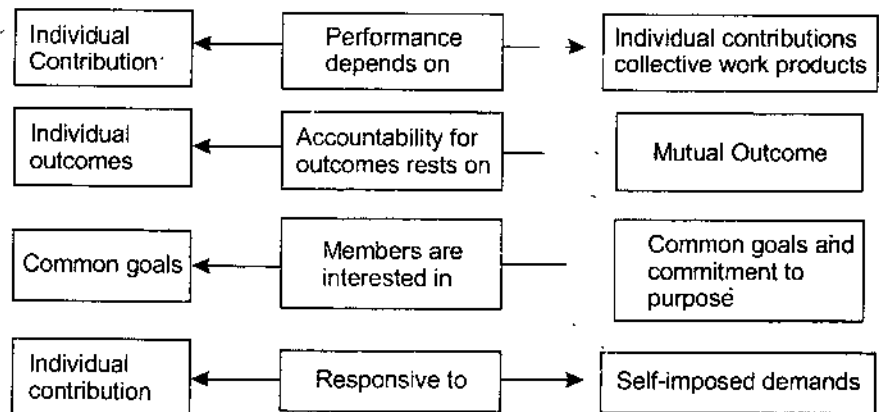 Individual
Contribution
Performance
depends on
Individual contributions
collective work products
Individual
outcomes
Accountability for
outcomes rests on
Mutual Outcome
Common goals
Members are
interested in
Common goals and
commitment to
purpose
Individual
contribution
Responsive to
Self-imposed demands